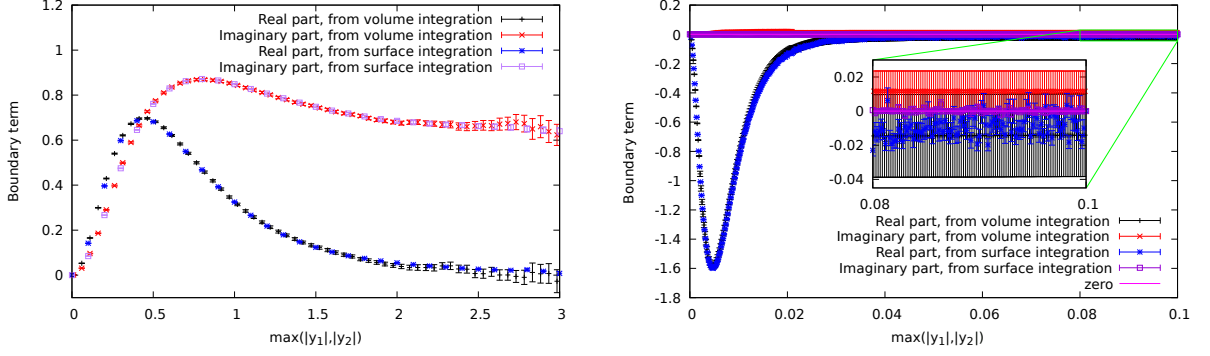 Boundary term
1.2
1
0.8
0.6
0.4
0.2
0
0
0.5
1
1.5
2
2.5
3
max(|y₁|,|y₂|)
Real part, from volume integration
Imaginary part, from volume integration
Real part, from surface integration
Imaginary part, from surface integration
Boundary term
0.2
0
-0.2
-0.4
-0.6
-0.8
-1
-1.2
-1.4
-1.6
-1.8
0
0.02
0.04
0.06
0.08
0.1
max(|y₁|,|y₂|)
0.02
0
-0.02
-0.04
0.08
0.1
Real part, from volume integration
Imaginary part, from volume integration
Real part, from surface integration
Imaginary part, from surface integration
zero